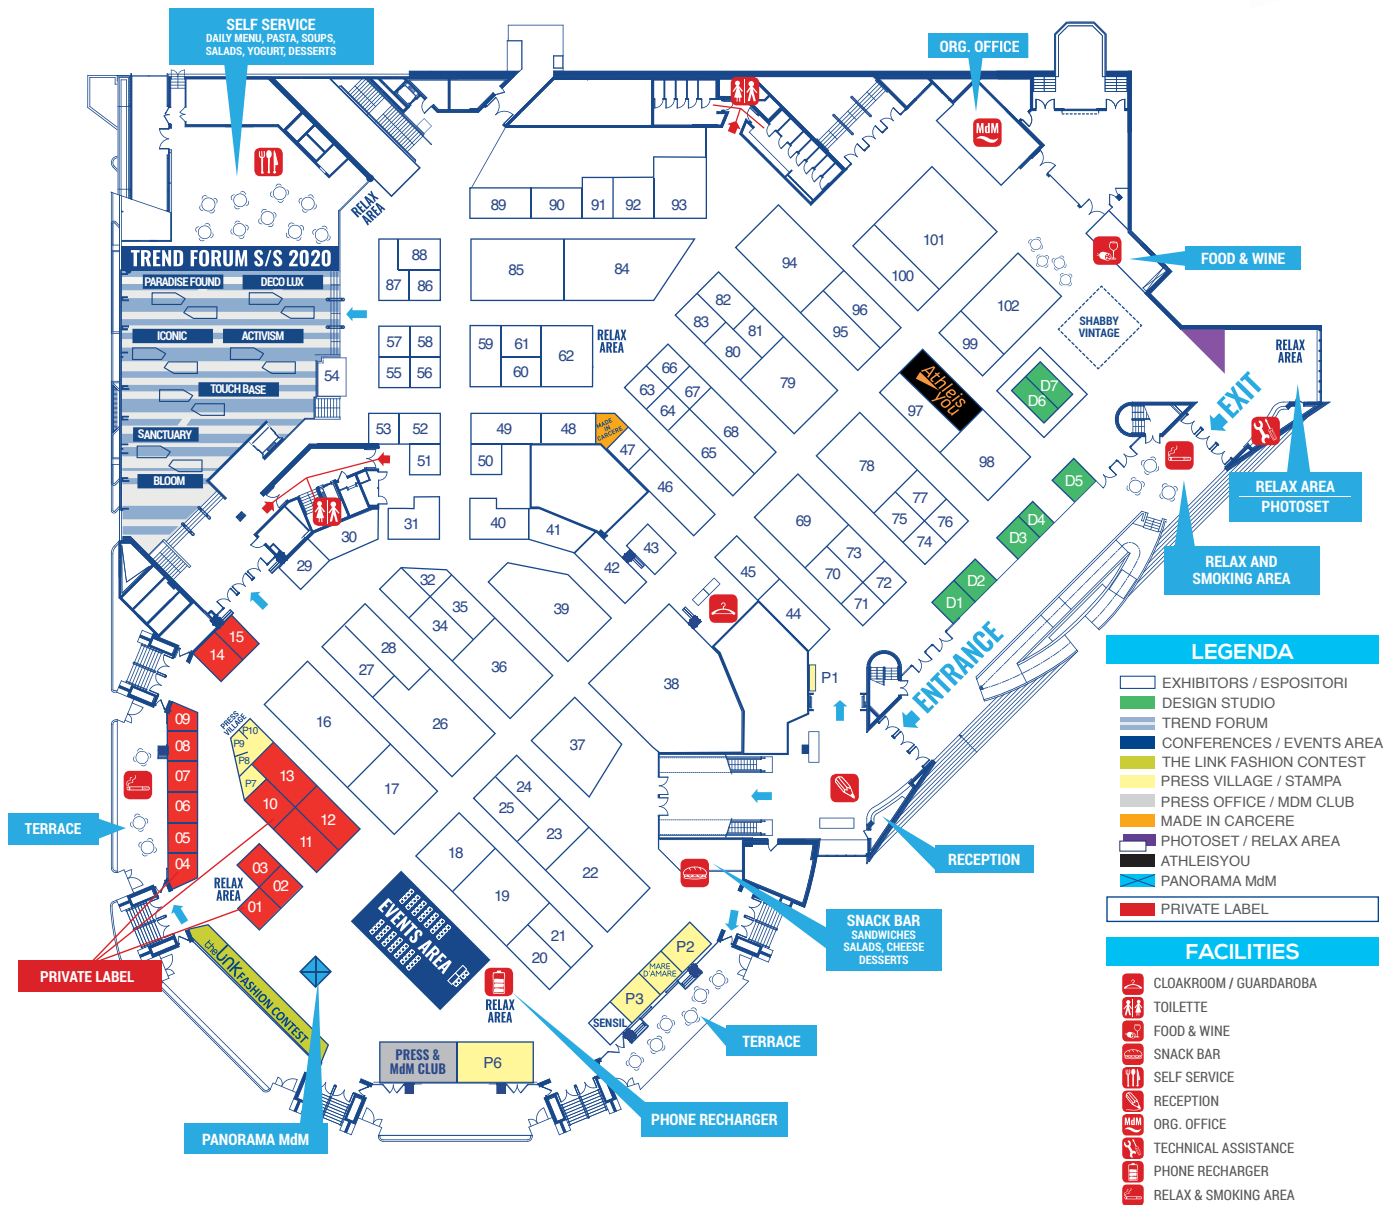 SELF SERVICE
DAILY MENU, PASTA, SOUPS,
SALADS, YOGURT, DESSERTS
ORG. OFFICE
MdM
RELAX
AREA
89
90
91
92
93
101
100
94
FOOD & WINE
TREND FORUM S/S 2020
PARADISE FOUND
DECO LUX
ICONIC
ACTIVISM
TOUCH BASE
SANCTUARY
BLOOM
88
87
86
85
84
82
83
81
80
79
96
95
102
99
SHABBY
VINTAGE
RELAX
AREA
57
58
55
56
59
61
60
62
RELAX
AREA
54
66
63
67
64
68
65
Athleis
you
97
98
D7
D6
EXIT
53
52
51
49
48
50
MADE
IN
CARCERE
47
46
78
77
75
76
74
D5
D4
D3
D2
D1
RELAX AREA
PHOTOSET
RELAX AND
SMOKING AREA
31
30
29
40
41
42
43
69
73
70
72
71
45
44
32
35
34
36
39
28
27
26
38
37
15
14
16
17
P1
ENTRANCE
PRESS
VILLAGE
P10
P9
P8
P7
09
08
07
06
05
04
13
10
12
11
03
02
01
RELAX
AREA
TERRACE
PRIVATE LABEL
24
25
23
22
18
19
21
20
RECEPTION
SNACK BAR
SANDWICHES
SALADS, CHEESE
DESSERTS
EVENTS AREA
RELAX
AREA
P2
MARE
D'AMARE
P3
SENSIL
TERRACE
the Link FASHION CONTEST
PRESS &
MdM CLUB
P6
PHONE RECHARGER
PANORAMA MdM
LEGENDA
EXHIBITORS / ESPOSITORI
DESIGN STUDIO
TREND FORUM
CONFERENCES / EVENTS AREA
THE LINK FASHION CONTEST
PRESS VILLAGE / STAMPA
PRESS OFFICE / MDM CLUB
MADE IN CARCERE
PHOTOSET / RELAX AREA
ATHLEISYOU
PANORAMA MdM
PRIVATE LABEL
FACILITIES
CLOAKROOM / GUARDAROBA
TOILETTE
FOOD & WINE
SNACK BAR
SELF SERVICE
RECEPTION
MdM
ORG. OFFICE
TECHNICAL ASSISTANCE
PHONE RECHARGER
RELAX & SMOKING AREA